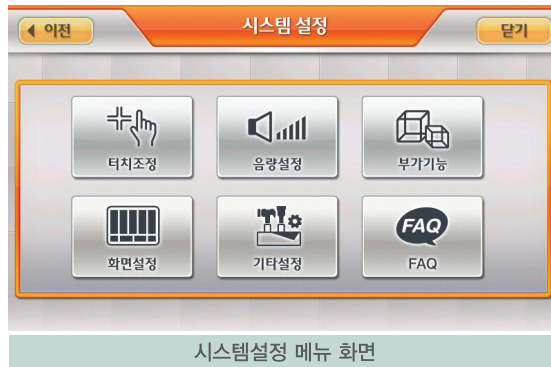 이전
시스템 설정
닫기
터치조정
음량설정
부가기능
화면설정
기타설정
FAQ
FAQ
시스템설정 메뉴 화면